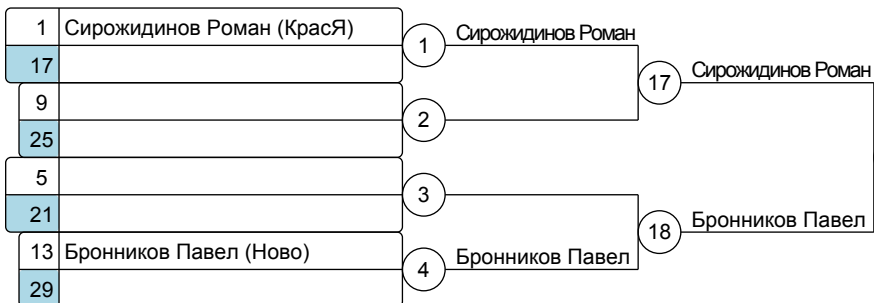 1 Сирожидинов Роман (КрасЯ)
17
1 Сирожидинов Роман
9
25
2
17 Сирожидинов Роман
5
21
3
13 Бронников Павел (Ново)
29
4 Бронников Павел
18 Бронников Павел